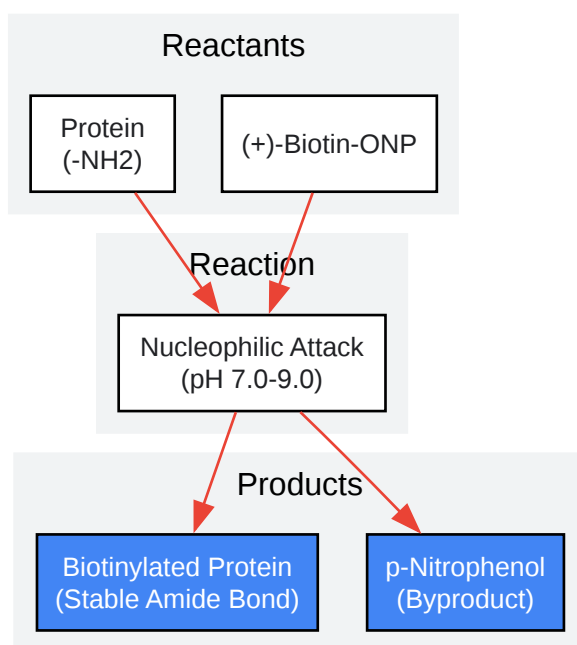 Reactants
Protein
(-NH2)
(+)-Biotin-ONP
Reaction
Nucleophilic Attack
(pH 7.0-9.0)
Products
Biotinylated Protein
(Stable Amide Bond)
p-Nitrophenol
(Byproduct)